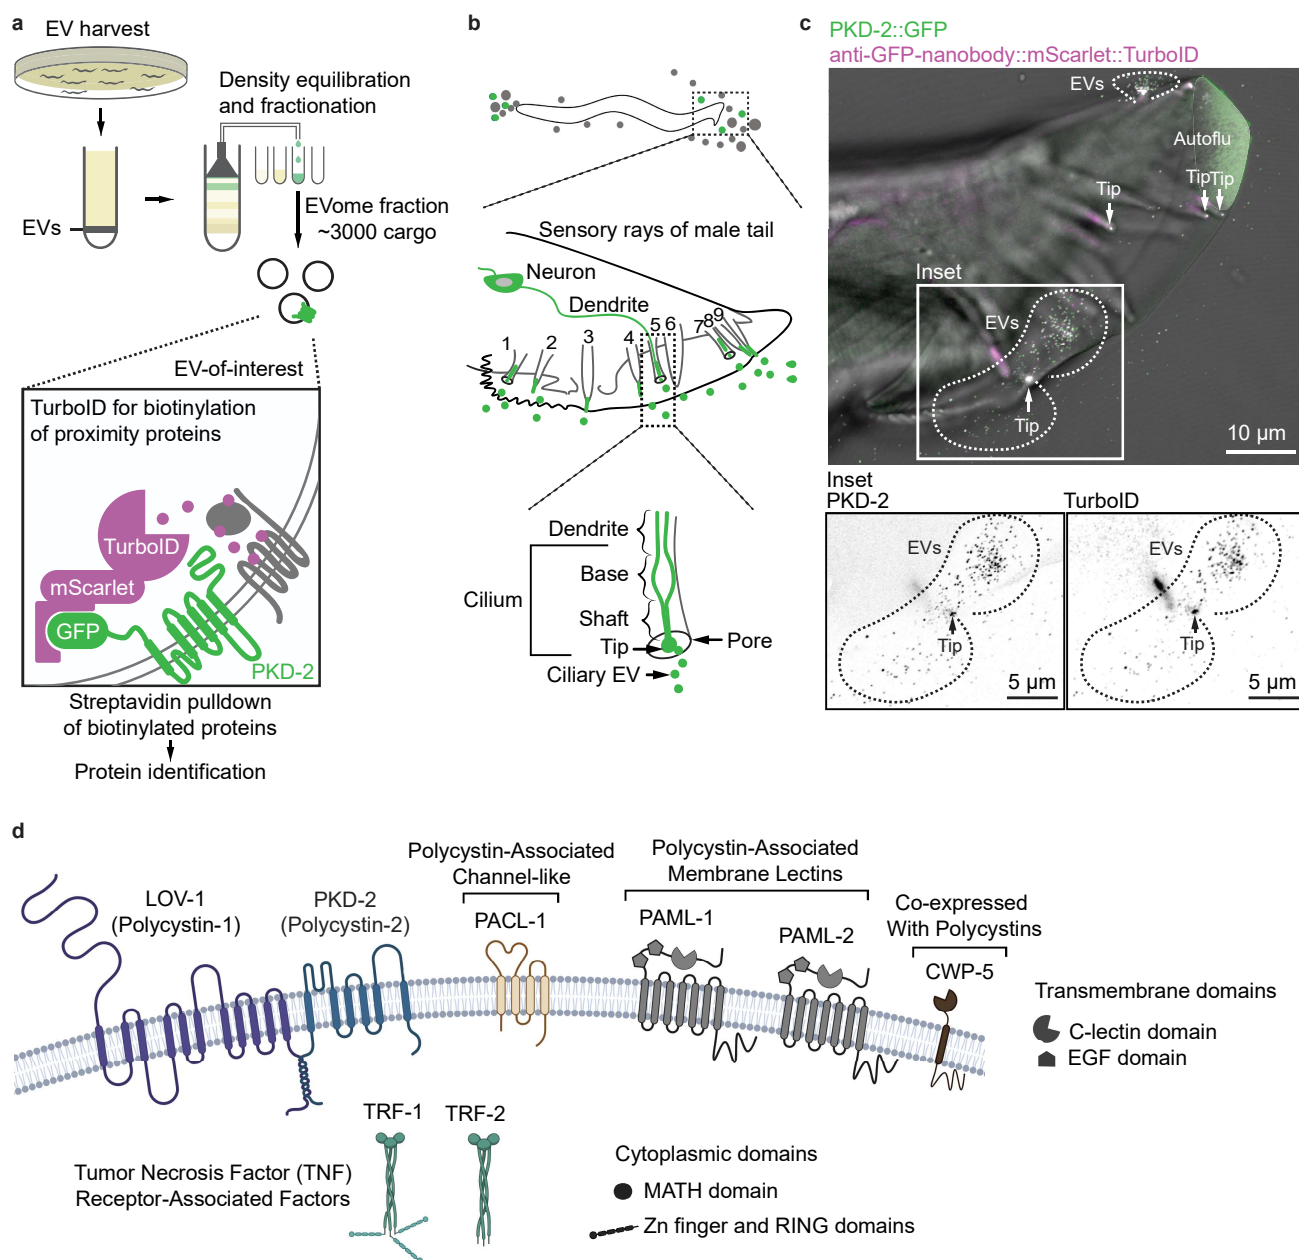 a
EV harvest
Density equilibration
and fractionation
EVs
EVome fraction
~3000 cargo
EV-of-interest
TurboID for biotinylation
of proximity proteins
TurboID
mScarlet
GFP
PKD-2
Streptavidin pulldown
of biotinylated proteins
Protein identification
b
Sensory rays of male tail
Neuron
Dendrite
1
2
3
4
5
6
7
8
9
Dendrite
Base
Cilium
Shaft
Tip
Pore
Ciliary EV
c
PKD-2::GFP
anti-GFP-nanobody::mScarlet::TurboID
EVs
Autoflu
Tip
Tip
Tip
Inset
EVs
Tip
10 µm
Inset
PKD-2
TurboID
EVs
Tip
5 µm
EVs
Tip
5 µm
d
LOV-1
(Polycystin-1)
PKD-2
(Polycystin-2)
Polycystin-Associated
Channel-like
PACL-1
Polycystin-Associated
Membrane Lectins
PAML-1
PAML-2
Co-expressed
With Polycystins
CWP-5
Transmembrane domains
C-lectin domain
EGF domain
TRF-1
TRF-2
Tumor Necrosis Factor (TNF)
Receptor-Associated Factors
Cytoplasmic domains
MATH domain
Zn finger and RING domains